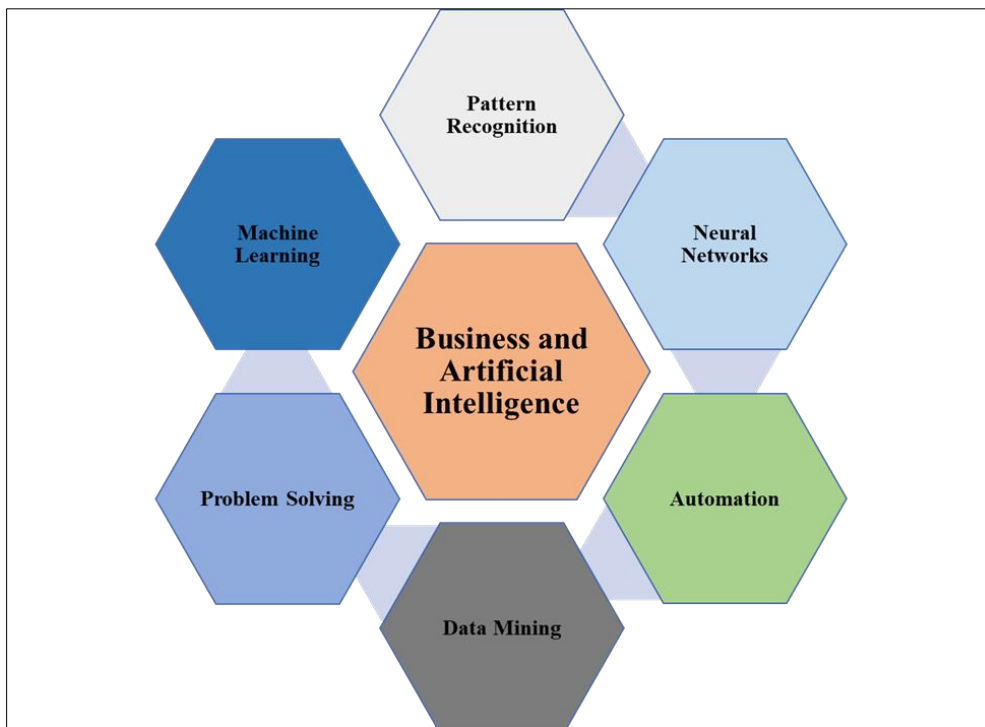 Pattern
Recognition
Machine
Learning
Neural
Networks
Business and
Artificial
Intelligence
Problem Solving
Automation
Data Mining